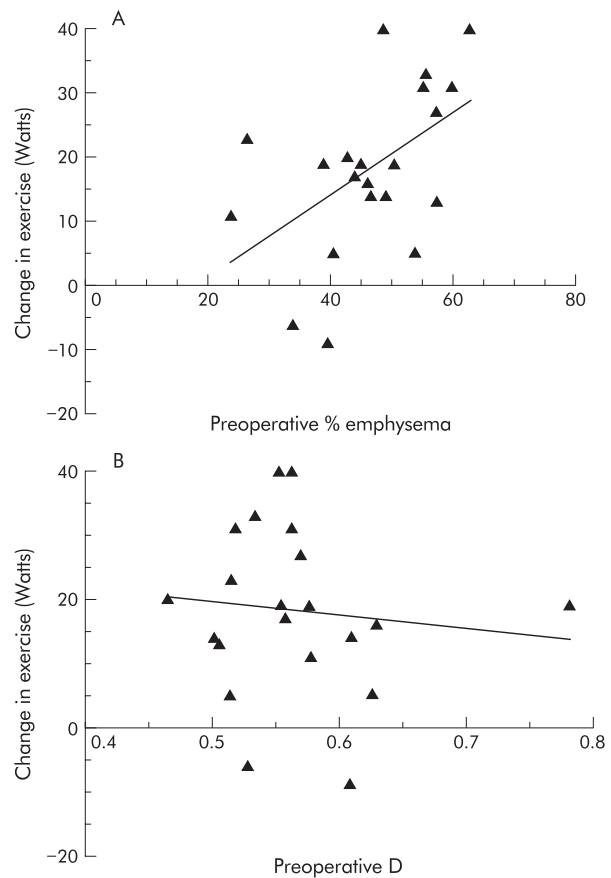 A
40
30
20
10
0
−10
−20
Change in exercise (Watts)
0 20 40 60 80
Preoperative % emphysema
B
40
20
0
−20
Change in exercise (Watts)
0.4 0.5 0.6 0.7 0.8
Preoperative D